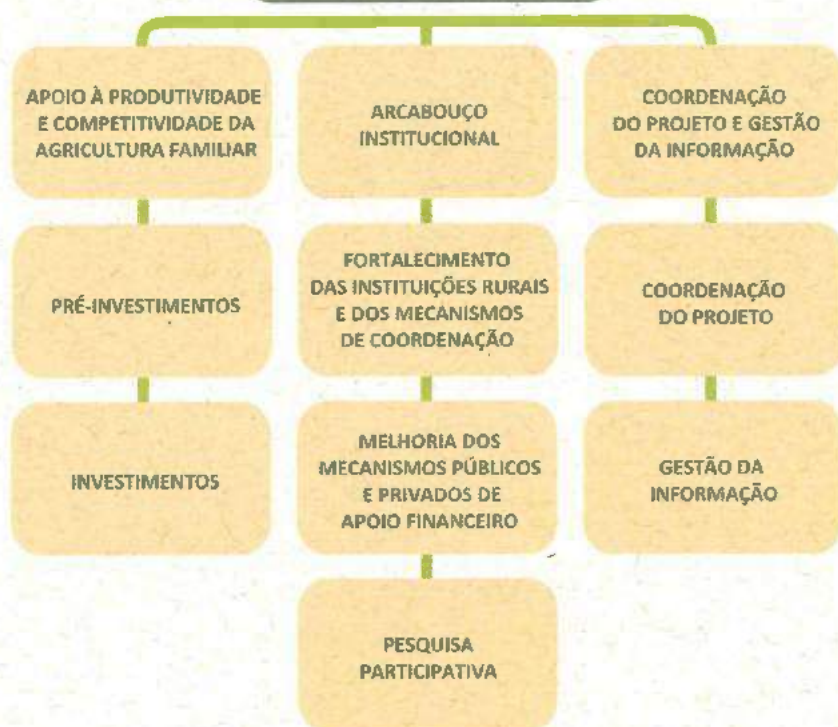 APOIO À PRODUTIVIDADE
E COMPETITIVIDADE DA
AGRICULTURA FAMILIAR
PRÉ-INVESTIMENTOS
INVESTIMENTOS
ARCABOUÇO
INSTITUCIONAL
FORTALECIMENTO
DAS INSTITUIÇÕES RURAIS
E DOS MECANISMOS
DE COORDENAÇÃO
MELHORIA DOS
MECANISMOS PÚBLICOS
E PRIVADOS DE
APOIO FINANCEIRO
PESQUISA
PARTICIPATIVA
COORDENAÇÃO
DO PROJETO E GESTÃO
DA INFORMAÇÃO
COORDENAÇÃO
DO PROJETO
GESTÃO DA
INFORMAÇÃO